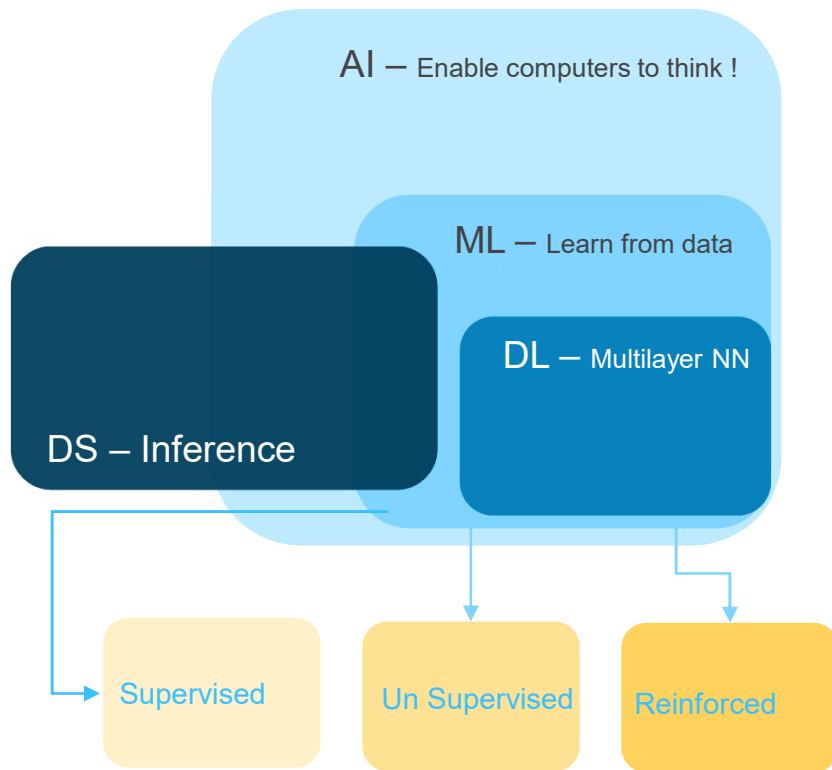 AI – Enable computers to think !
ML – Learn from data
DL – Multilayer NN
DS – Inference
Supervised
Un Supervised
Reinforced